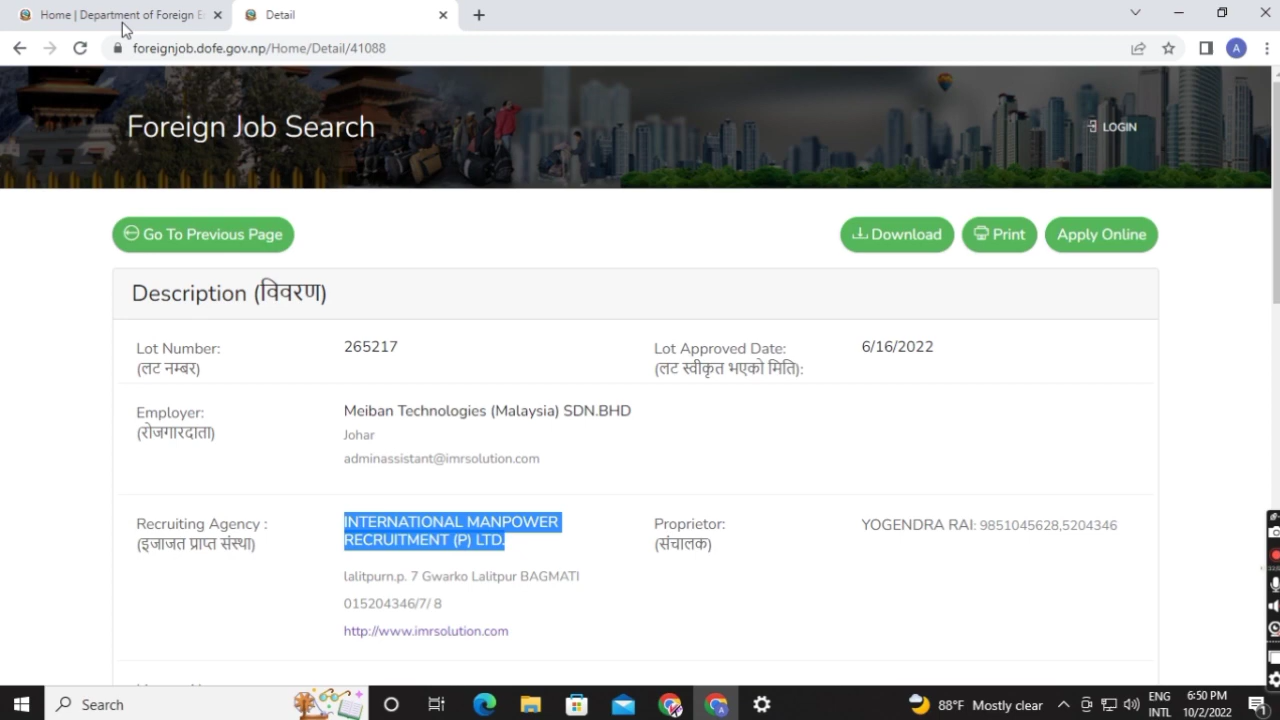 Home | Department of Foreign E
Detail
foreignjob.dofe.gov.np/Home/Detail/41088
A
Foreign Job Search
LOGIN
Go To Previous Page
Download
Print
Apply Online
Description (विवरण)
Lot Number:
(लट नम्बर)
265217
Lot Approved Date:
(लट स्वीकृत भएको मिति):
6/16/2022
Employer:
(रोजगारदाता)
Meiban Technologies (Malaysia) SDN.BHD
Johar
adminassistant@imrsolution.com
Recruiting Agency :
(इजाजत प्राप्त संस्था)
INTERNATIONAL MANPOWER
RECRUITMENT (P) LTD.
lalitpurn.p. 7 Gwarko Lalitpur BAGMATI
015204346/7/ 8
http://www.imrsolution.com
Proprietor:
(संचालक)
YOGENDRA RAI: 9851045628,5204346
Search
88°F Mostly clear
ENG
INTL
6:50 PM
10/2/2022